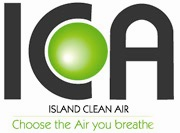 ICA
ISLAND CLEAN AIR
Choose the Air you breathe